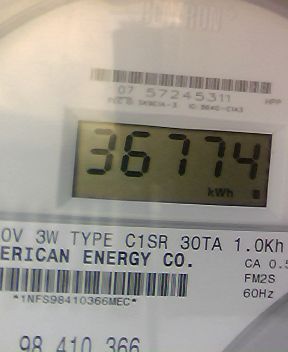 07 57245311
HPP
36774
kWh
0V 3W TYPE C1SR 30TA 1.0Kh
ERICAN ENERGY CO.
CA 0.5
FM2S
60Hz
*1NFS98410366MEC*
98 410 366